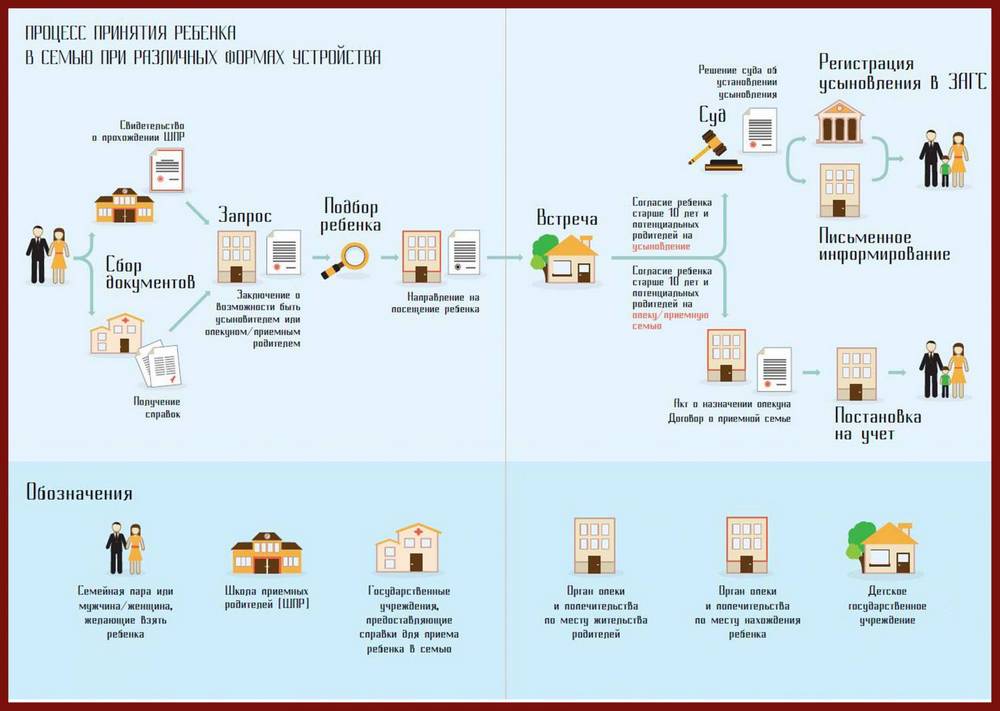 ПРОЦЕСС ПРИНЯТИЯ РЕБЕНКА
В СЕМЬЮ ПРИ РАЗЛИЧНЫХ ФОРМАХ УСТРОЙСТВА
Свидетельство
о прохождении ШПР
Сбор
документов
Получение
справок
Запрос
Заключение о
возможности быть
усыновителем или
опекуном/приемным
родителем
Подбор
ребенка
Направление на
посещение ребенка
Встреча
Согласие ребенка
старше 10 лет и
потенциальных
родителей на
усыновление
Согласие ребенка
старше 10 лет и
потенциальных
родителей на
опеку/приемную
семью
Решение суда об
установлении
усыновления
Суд
Регистрация
усыновления в ЗАГС
Письменное
информирование
Акт о назначении опекуна
Договор о приемной семье
Постановка
на учет
Обозначения
Семейная пара или
мужчина/женщина,
желающие взять
ребенка
Школа приемных
родителей (ШПР)
Государственные
учреждения,
предоставляющие
справки для приема
ребенка в семью
Орган опеки
и попечительства
по месту жительства
родителей
Орган опеки
и попечительства
по месту нахождения
ребенка
Детское
государственное
учреждение